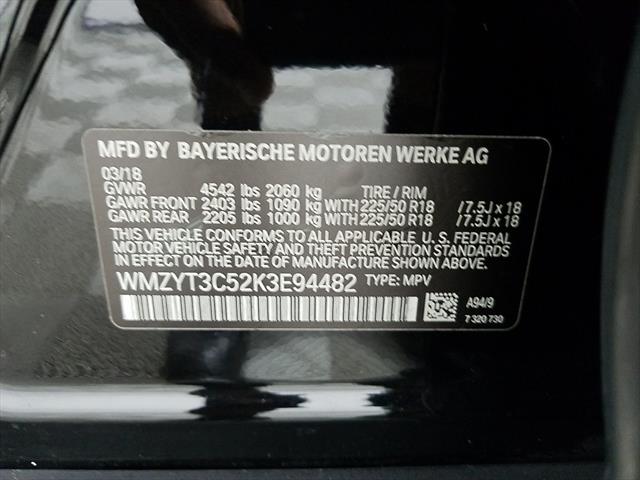 MFD BY BAYERISCHE MOTOREN WERKE AG
03/18
GVWR 4542 lbs 2060 kg TIRE / RIM
GAWR FRONT 2403 lbs 1090 kg WITH 225/50 R18 /7.5J x 18
GAWR REAR 2205 lbs 1000 kg WITH 225/50 R18 /7.5J x 18
THIS VEHICLE CONFORMS TO ALL APPLICABLE U. S. FEDERAL
MOTOR VEHICLE SAFETY AND THEFT PREVENTION STANDARDS
IN EFFECT ON THE DATE OF MANUFACTURE SHOWN ABOVE.
WMZYT3C52K3E94482 TYPE: MPV
A94/9
7 320 730